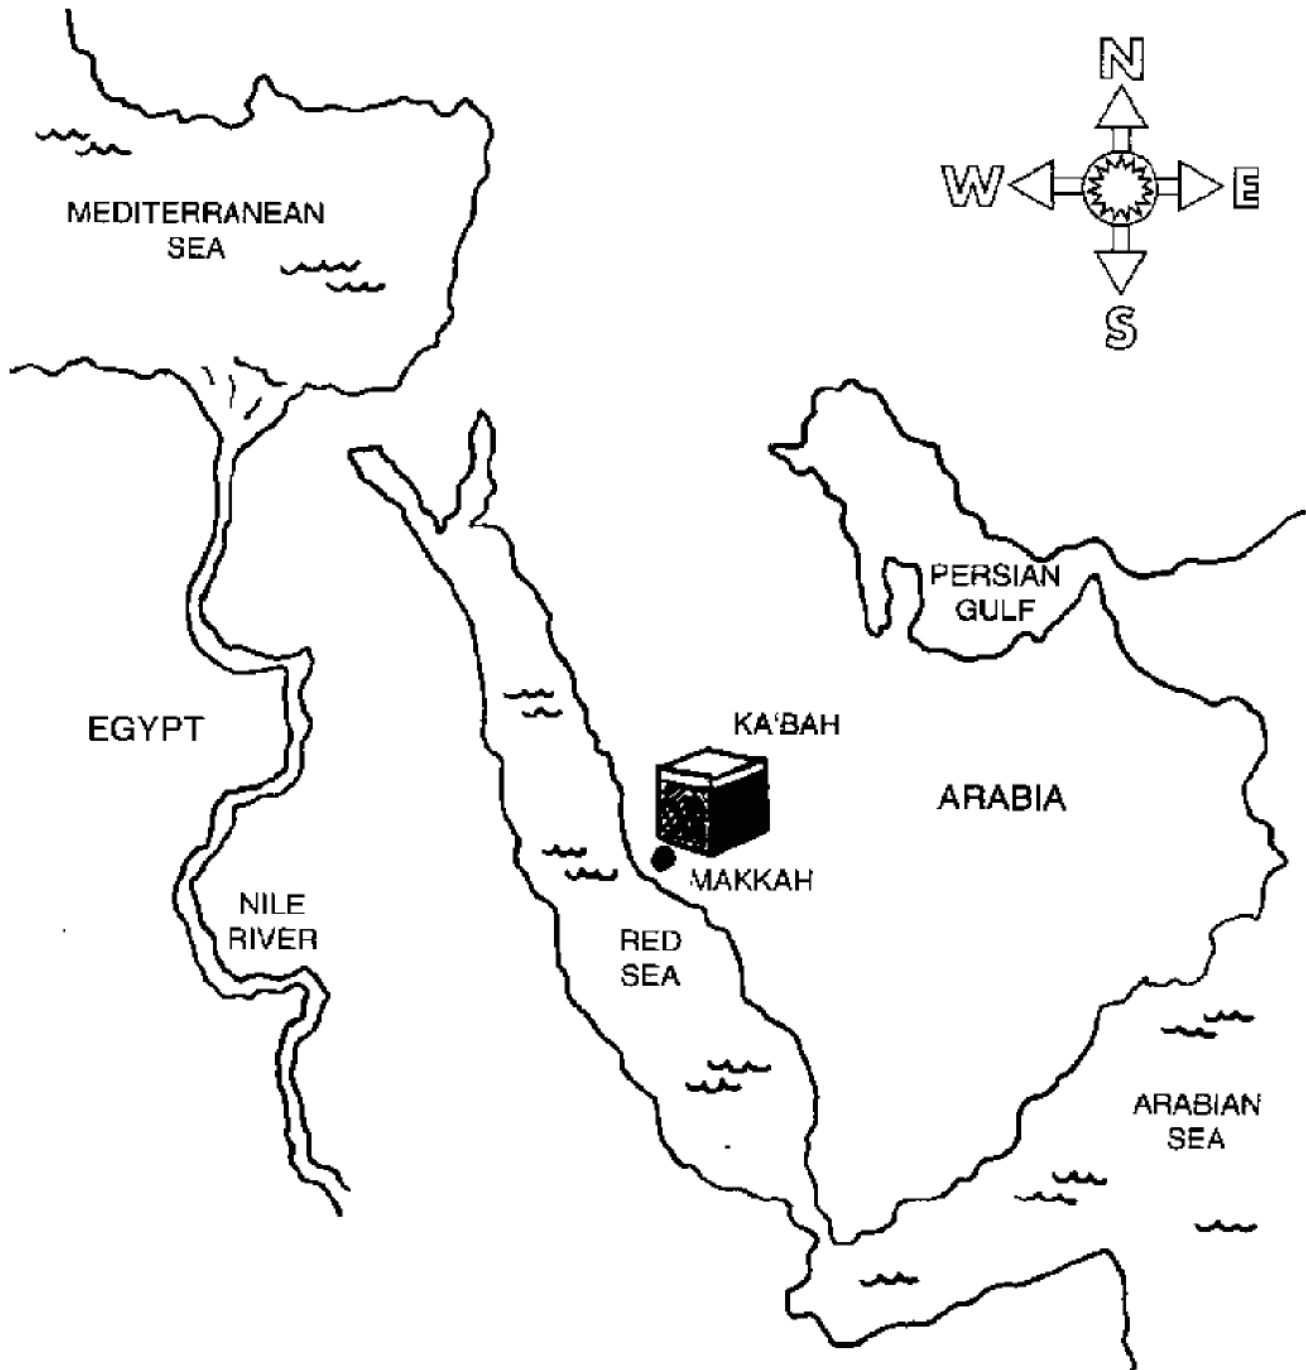 N
W
E
S
MEDITERRANEAN
SEA
PERSIAN
GULF
EGYPT
KA'BAH
ARABIA
MAKKAH
NILE
RIVER
RED
SEA
ARABIAN
SEA